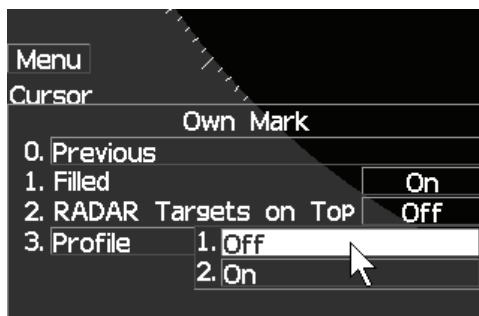 Menu
Cursor
Own Mark
0. Previous
1. Filled On
2. RADAR Targets on Top Off
3. Profile 1. Off
2. On